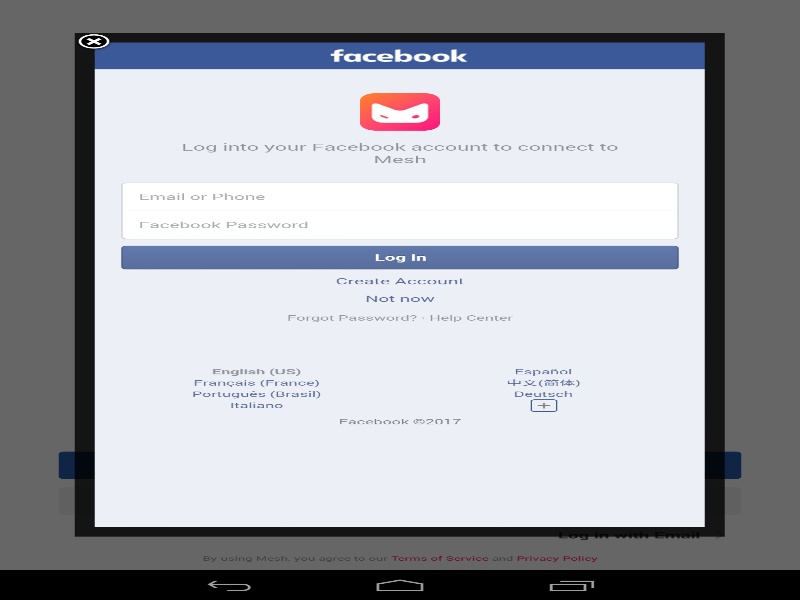 facebook
Log into your Facebook account to connect to
Mesh
Email or Phone
Facebook Password
Log In
Create Account
Not now
Forgot Password? · Help Center
English (US)
Français (France)
Português (Brasil)
Italiano
Español
中文(简体)
Deutsch
Facebook ©2017
Log in with Email
By using Mesh, you agree to our Terms of Service and Privacy Policy